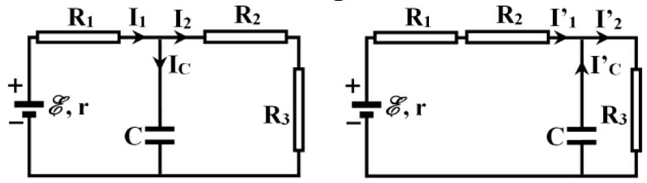 R₁ I₁ I₂ R₂
I_C
+
−
ℰ, r
C
R₃
R₁ R₂ I'₁ I'₂
I'_C
+
−
ℰ, r
C
R₃